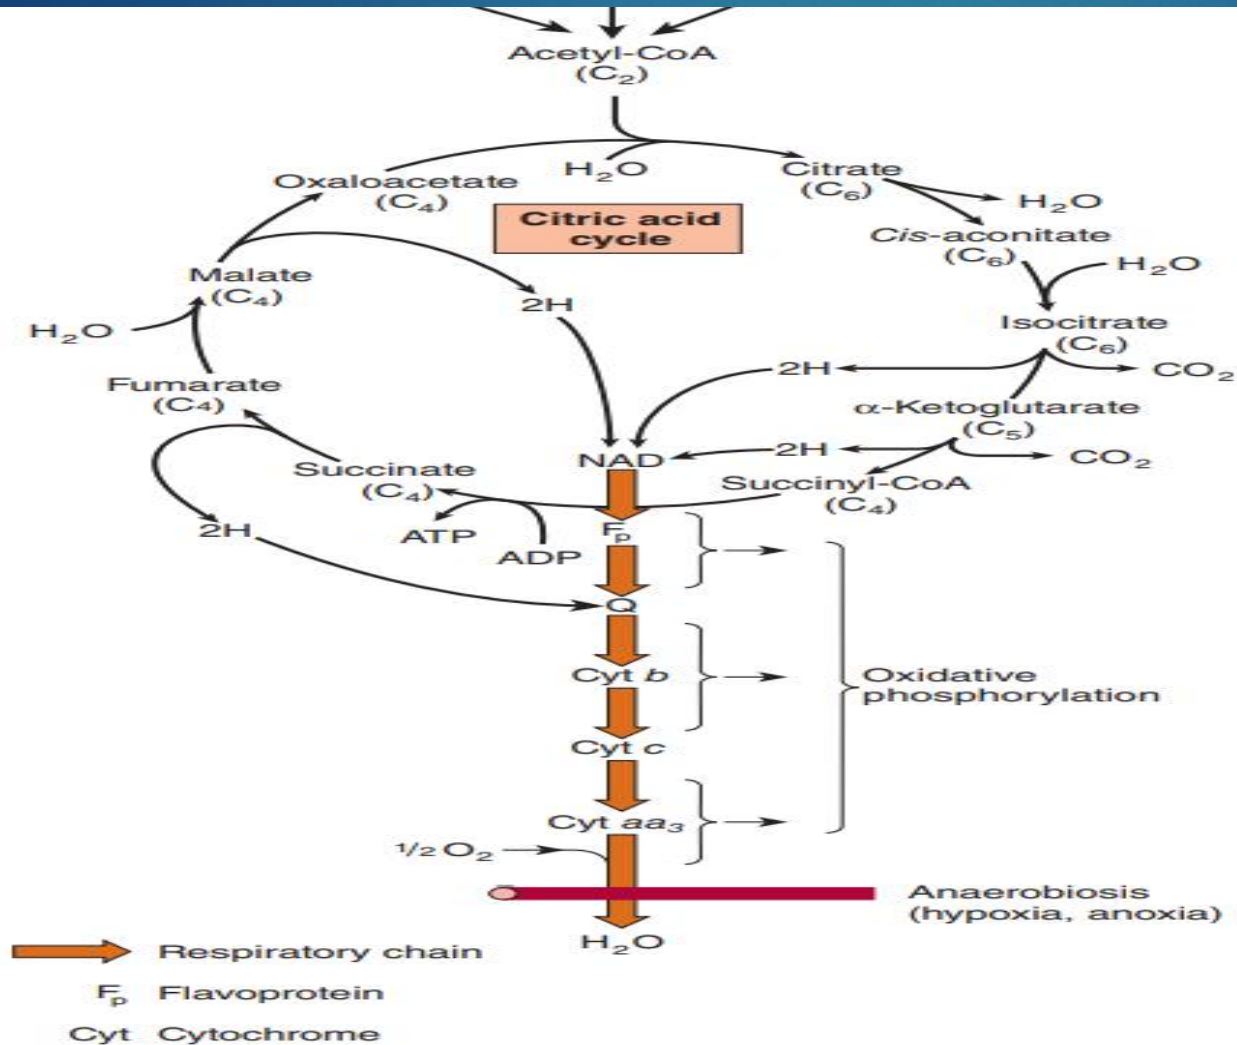 Acetyl-CoA
(C₂)
H₂O
Citrate
(C₆)
Oxaloacetate
(C₄)
H₂O
Citric acid
cycle
Cis-aconitate
(C₆)
H₂O
Malate
(C₄)
2H
Isocitrate
(C₆)
H₂O
2H
CO₂
Fumarate
(C₄)
α-Ketoglutarate
(C₅)
2H
CO₂
NAD
Succinate
(C₄)
Succinyl-CoA
(C₄)
2H
ATP
ADP
Fₚ
Q
Cyt b
Oxidative
phosphorylation
Cyt c
Cyt aa₃
½ O₂
Anaerobiosis
(hypoxia, anoxia)
H₂O
Respiratory chain
Fₚ Flavoprotein
Cyt Cytochrome